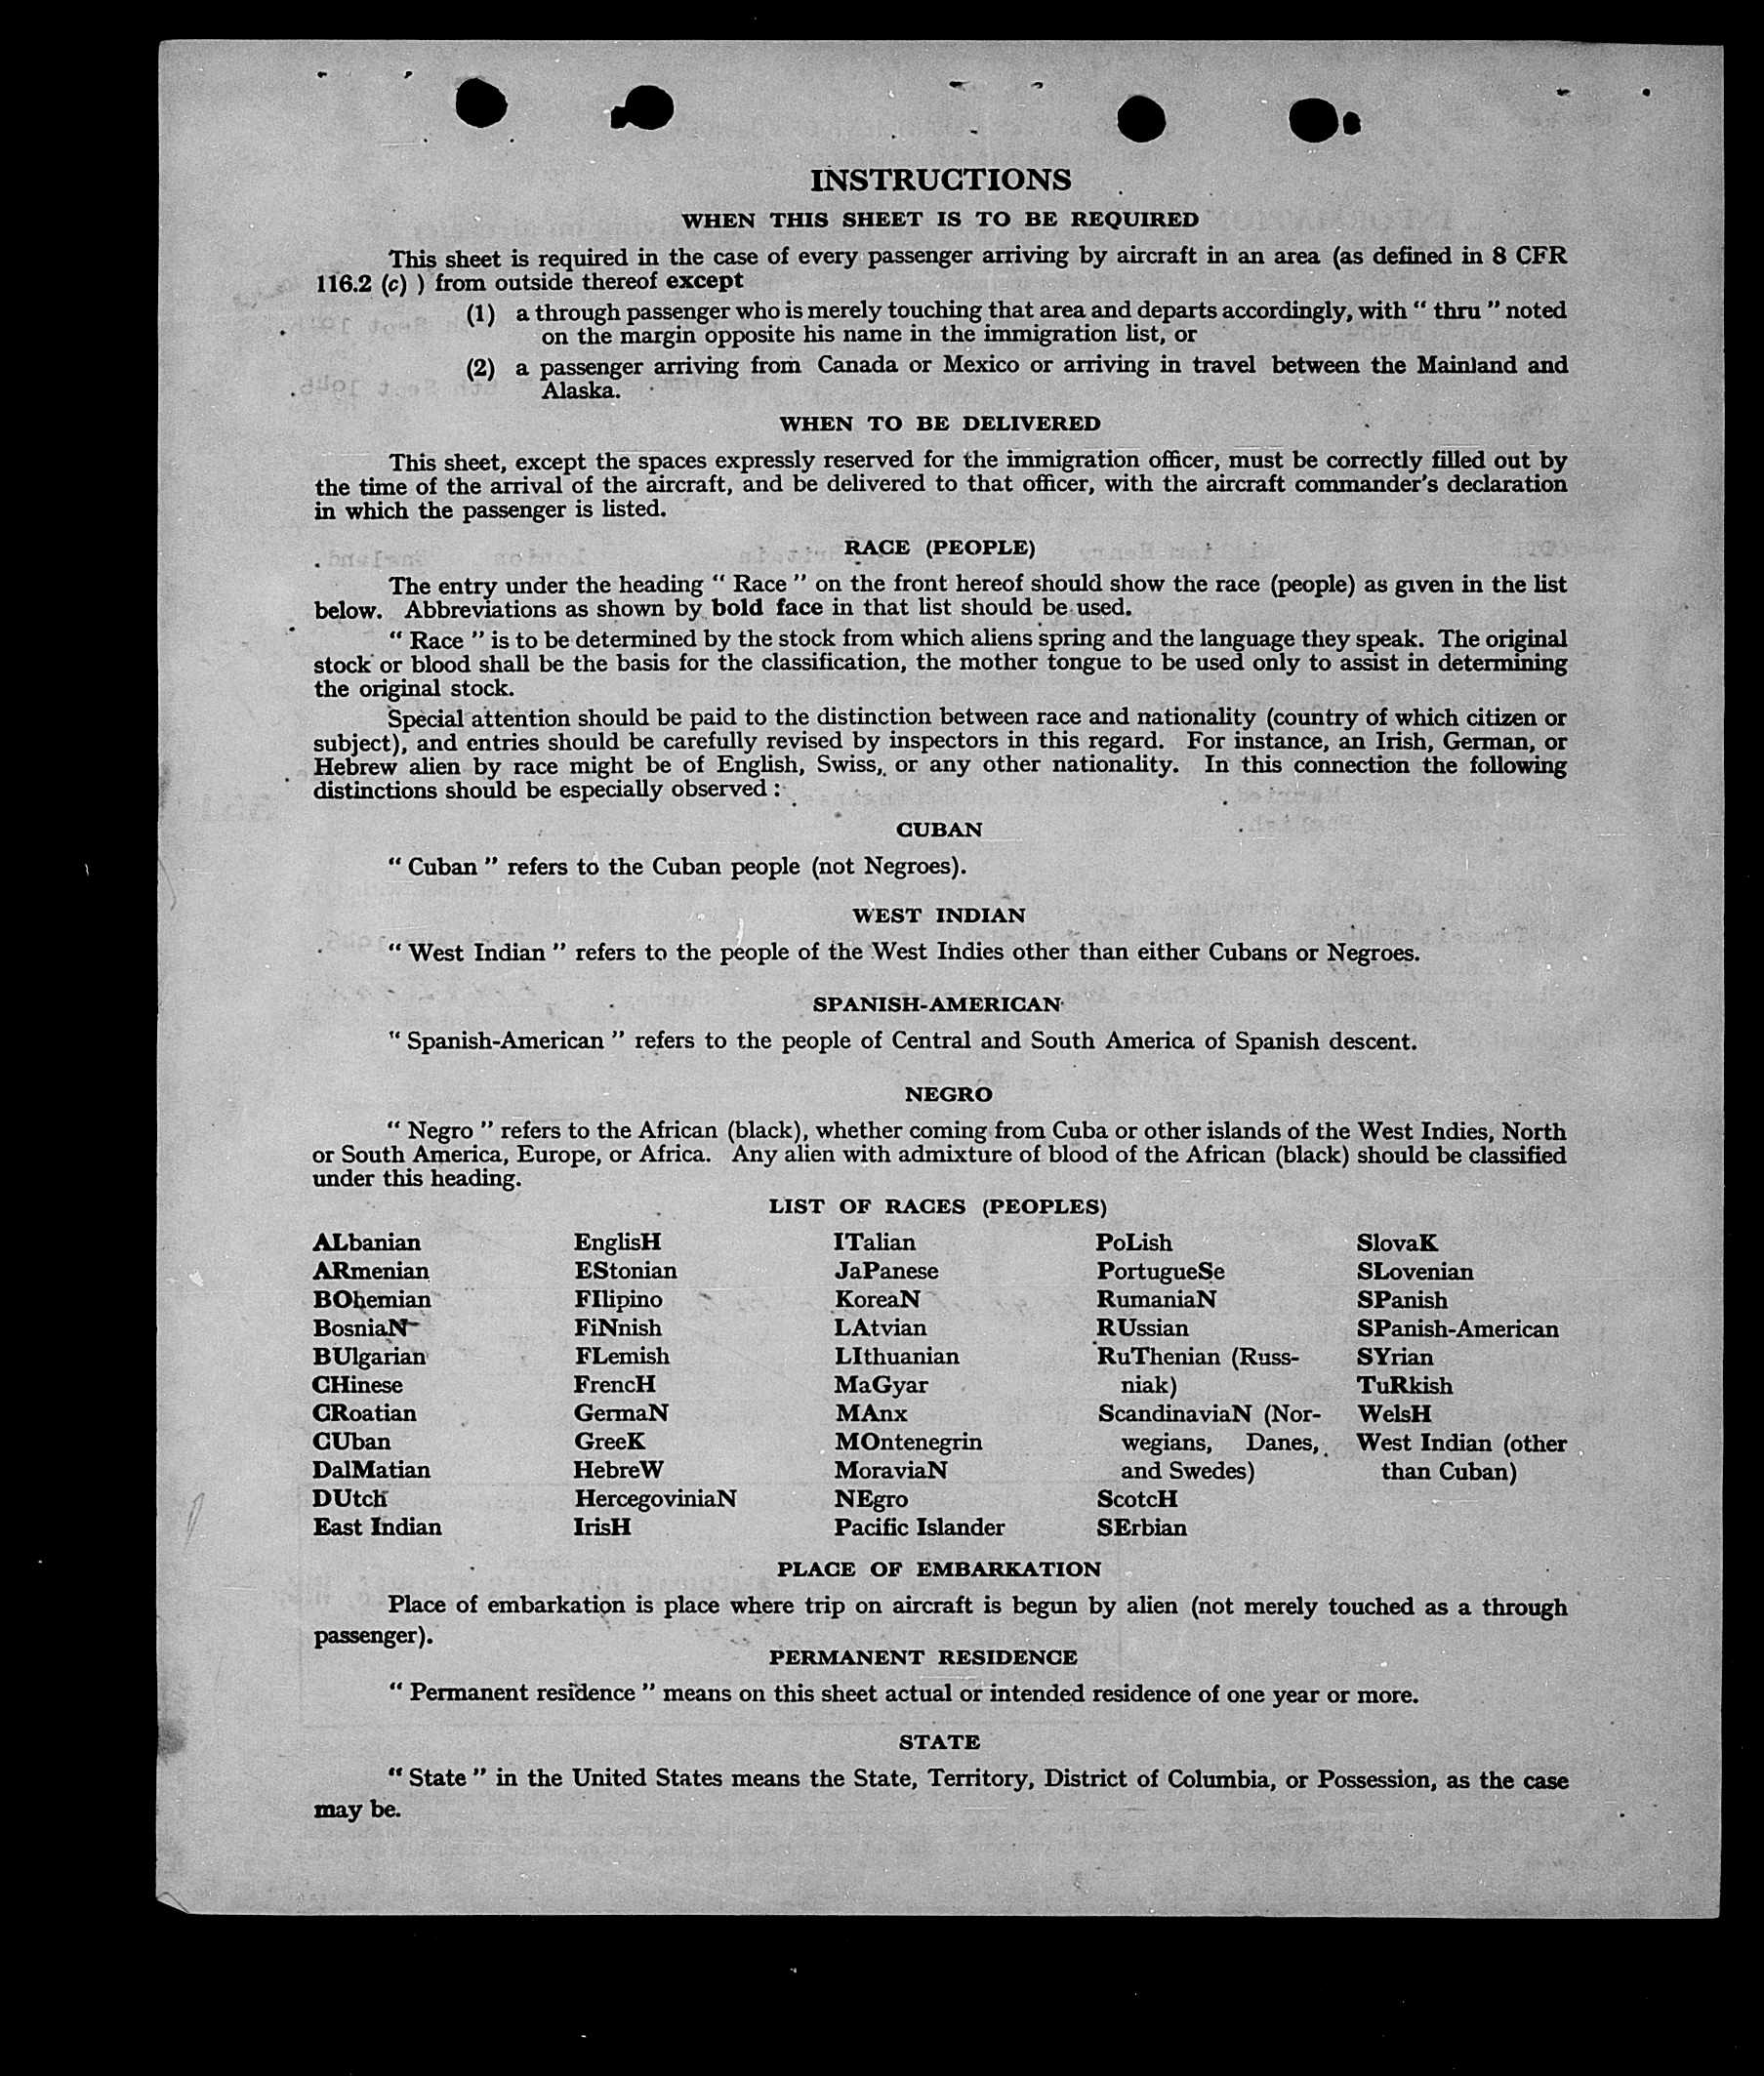 INSTRUCTIONS
WHEN THIS SHEET IS TO BE REQUIRED
This sheet is required in the case of every passenger arriving by aircraft in an area (as defined in 8 CFR
116.2 (c) ) from outside thereof except
(1) a through passenger who is merely touching that area and departs accordingly, with “ thru ” noted
on the margin opposite his name in the immigration list, or
(2) a passenger arriving from Canada or Mexico or arriving in travel between the Mainland and
Alaska.
WHEN TO BE DELIVERED
This sheet, except the spaces expressly reserved for the immigration officer, must be correctly filled out by
the time of the arrival of the aircraft, and be delivered to that officer, with the aircraft commander’s declaration
in which the passenger is listed.
RACE (PEOPLE)
The entry under the heading “ Race ” on the front hereof should show the race (people) as given in the list
below. Abbreviations as shown by bold face in that list should be used.
“ Race ” is to be determined by the stock from which aliens spring and the language they speak. The original
stock or blood shall be the basis for the classification, the mother tongue to be used only to assist in determining
the original stock.
Special attention should be paid to the distinction between race and nationality (country of which citizen or
subject), and entries should be carefully revised by inspectors in this regard. For instance, an Irish, German, or
Hebrew alien by race might be of English, Swiss, or any other nationality. In this connection the following
distinctions should be especially observed :
CUBAN
“ Cuban ” refers to the Cuban people (not Negroes).
WEST INDIAN
“ West Indian ” refers to the people of the West Indies other than either Cubans or Negroes.
SPANISH-AMERICAN
“ Spanish-American ” refers to the people of Central and South America of Spanish descent.
NEGRO
“ Negro ” refers to the African (black), whether coming from Cuba or other islands of the West Indies, North
or South America, Europe, or Africa. Any alien with admixture of blood of the African (black) should be classified
under this heading.
LIST OF RACES (PEOPLES)
ALbanian
ARmenian
BOhemian
BosniaN
BUlgarian
CHinese
CRoatian
CUban
DalMatian
DUtch
East Indian
EnglisH
EStonian
FIlipino
FiNnish
FLemish
FrencH
GermaN
GreeK
HebreW
HercegoviniaN
IrisH
ITalian
JaPanese
KoreaN
LAtvian
LIthuanian
MaGyar
MAnx
MOntenegrin
MoraviaN
NEgro
Pacific Islander
PoLish
PortugueSe
RumaniaN
RUssian
RuThenian (Russ-
niak)
ScandinaviaN (Nor-
wegians, Danes,
and Swedes)
ScotcH
SErbian
SlovaK
SLovenian
SPanish
SPanish-American
SYrian
TuRkish
WelsH
West Indian (other
than Cuban)
PLACE OF EMBARKATION
Place of embarkation is place where trip on aircraft is begun by alien (not merely touched as a through
passenger).
PERMANENT RESIDENCE
“ Permanent residence ” means on this sheet actual or intended residence of one year or more.
STATE
“ State ” in the United States means the State, Territory, District of Columbia, or Possession, as the case
may be.